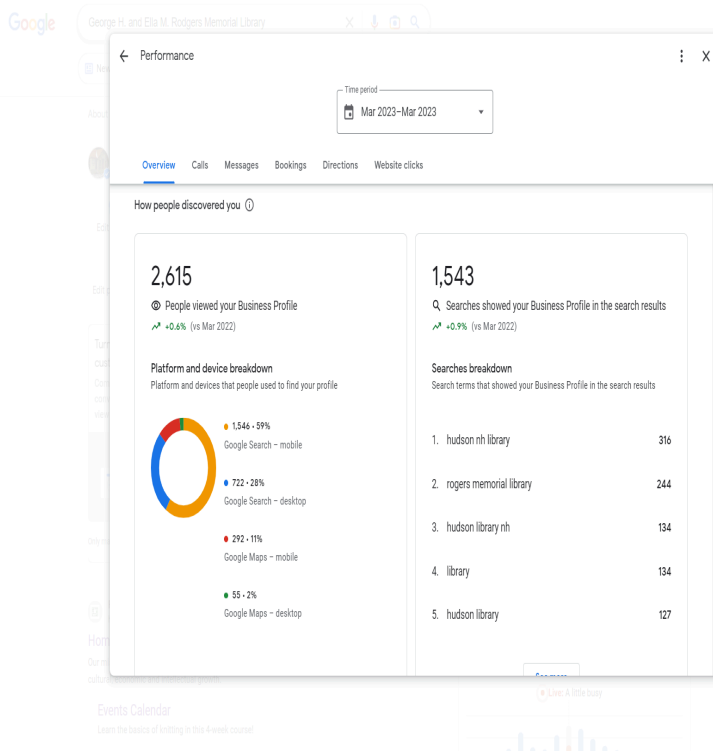 Google
George H. and Ella M. Rodgers Memorial Library
Performance
Time period
Mar 2023–Mar 2023
Overview Calls Messages Bookings Directions Website clicks
How people discovered you
2,615
People viewed your Business Profile
+0.6% (vs Mar 2022)
Platform and device breakdown
Platform and devices that people used to find your profile
1,546 • 59%
Google Search – mobile
722 • 28%
Google Search – desktop
292 • 11%
Google Maps – mobile
55 • 2%
Google Maps – desktop
1,543
Searches showed your Business Profile in the search results
+0.9% (vs Mar 2022)
Searches breakdown
Search terms that showed your Business Profile in the search results
1. hudson nh library 316
2. rogers memorial library 244
3. hudson library nh 134
4. library 134
5. hudson library 127
See more
Live: A little busy
Events Calendar
Learn the basics of knitting in this 4-week course!